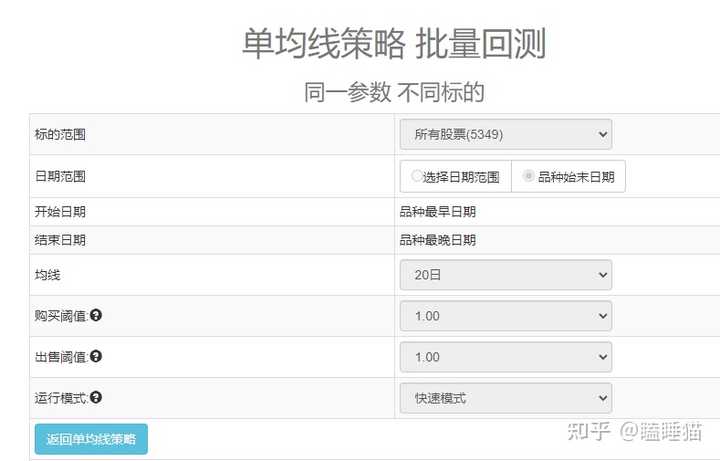 单均线策略 批量回测
同一参数 不同标的
标的范围 所有股票(5349)
日期范围 选择日期范围 品种始末日期
开始日期 品种最早日期
结束日期 品种最晚日期
均线 20日
购买阈值: 1.00
出售阈值: 1.00
运行模式: 快速模式
返回单均线策略
知乎 @瞌睡猫